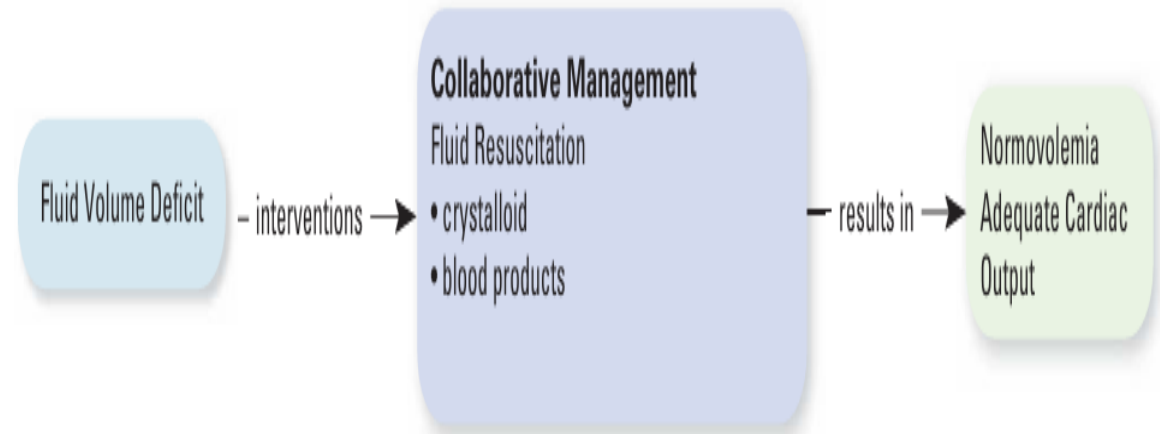 Fluid Volume Deficit
– interventions
Collaborative Management
Fluid Resuscitation
• crystalloid
• blood products
– results in
Normovolemia
Adequate Cardiac
Output